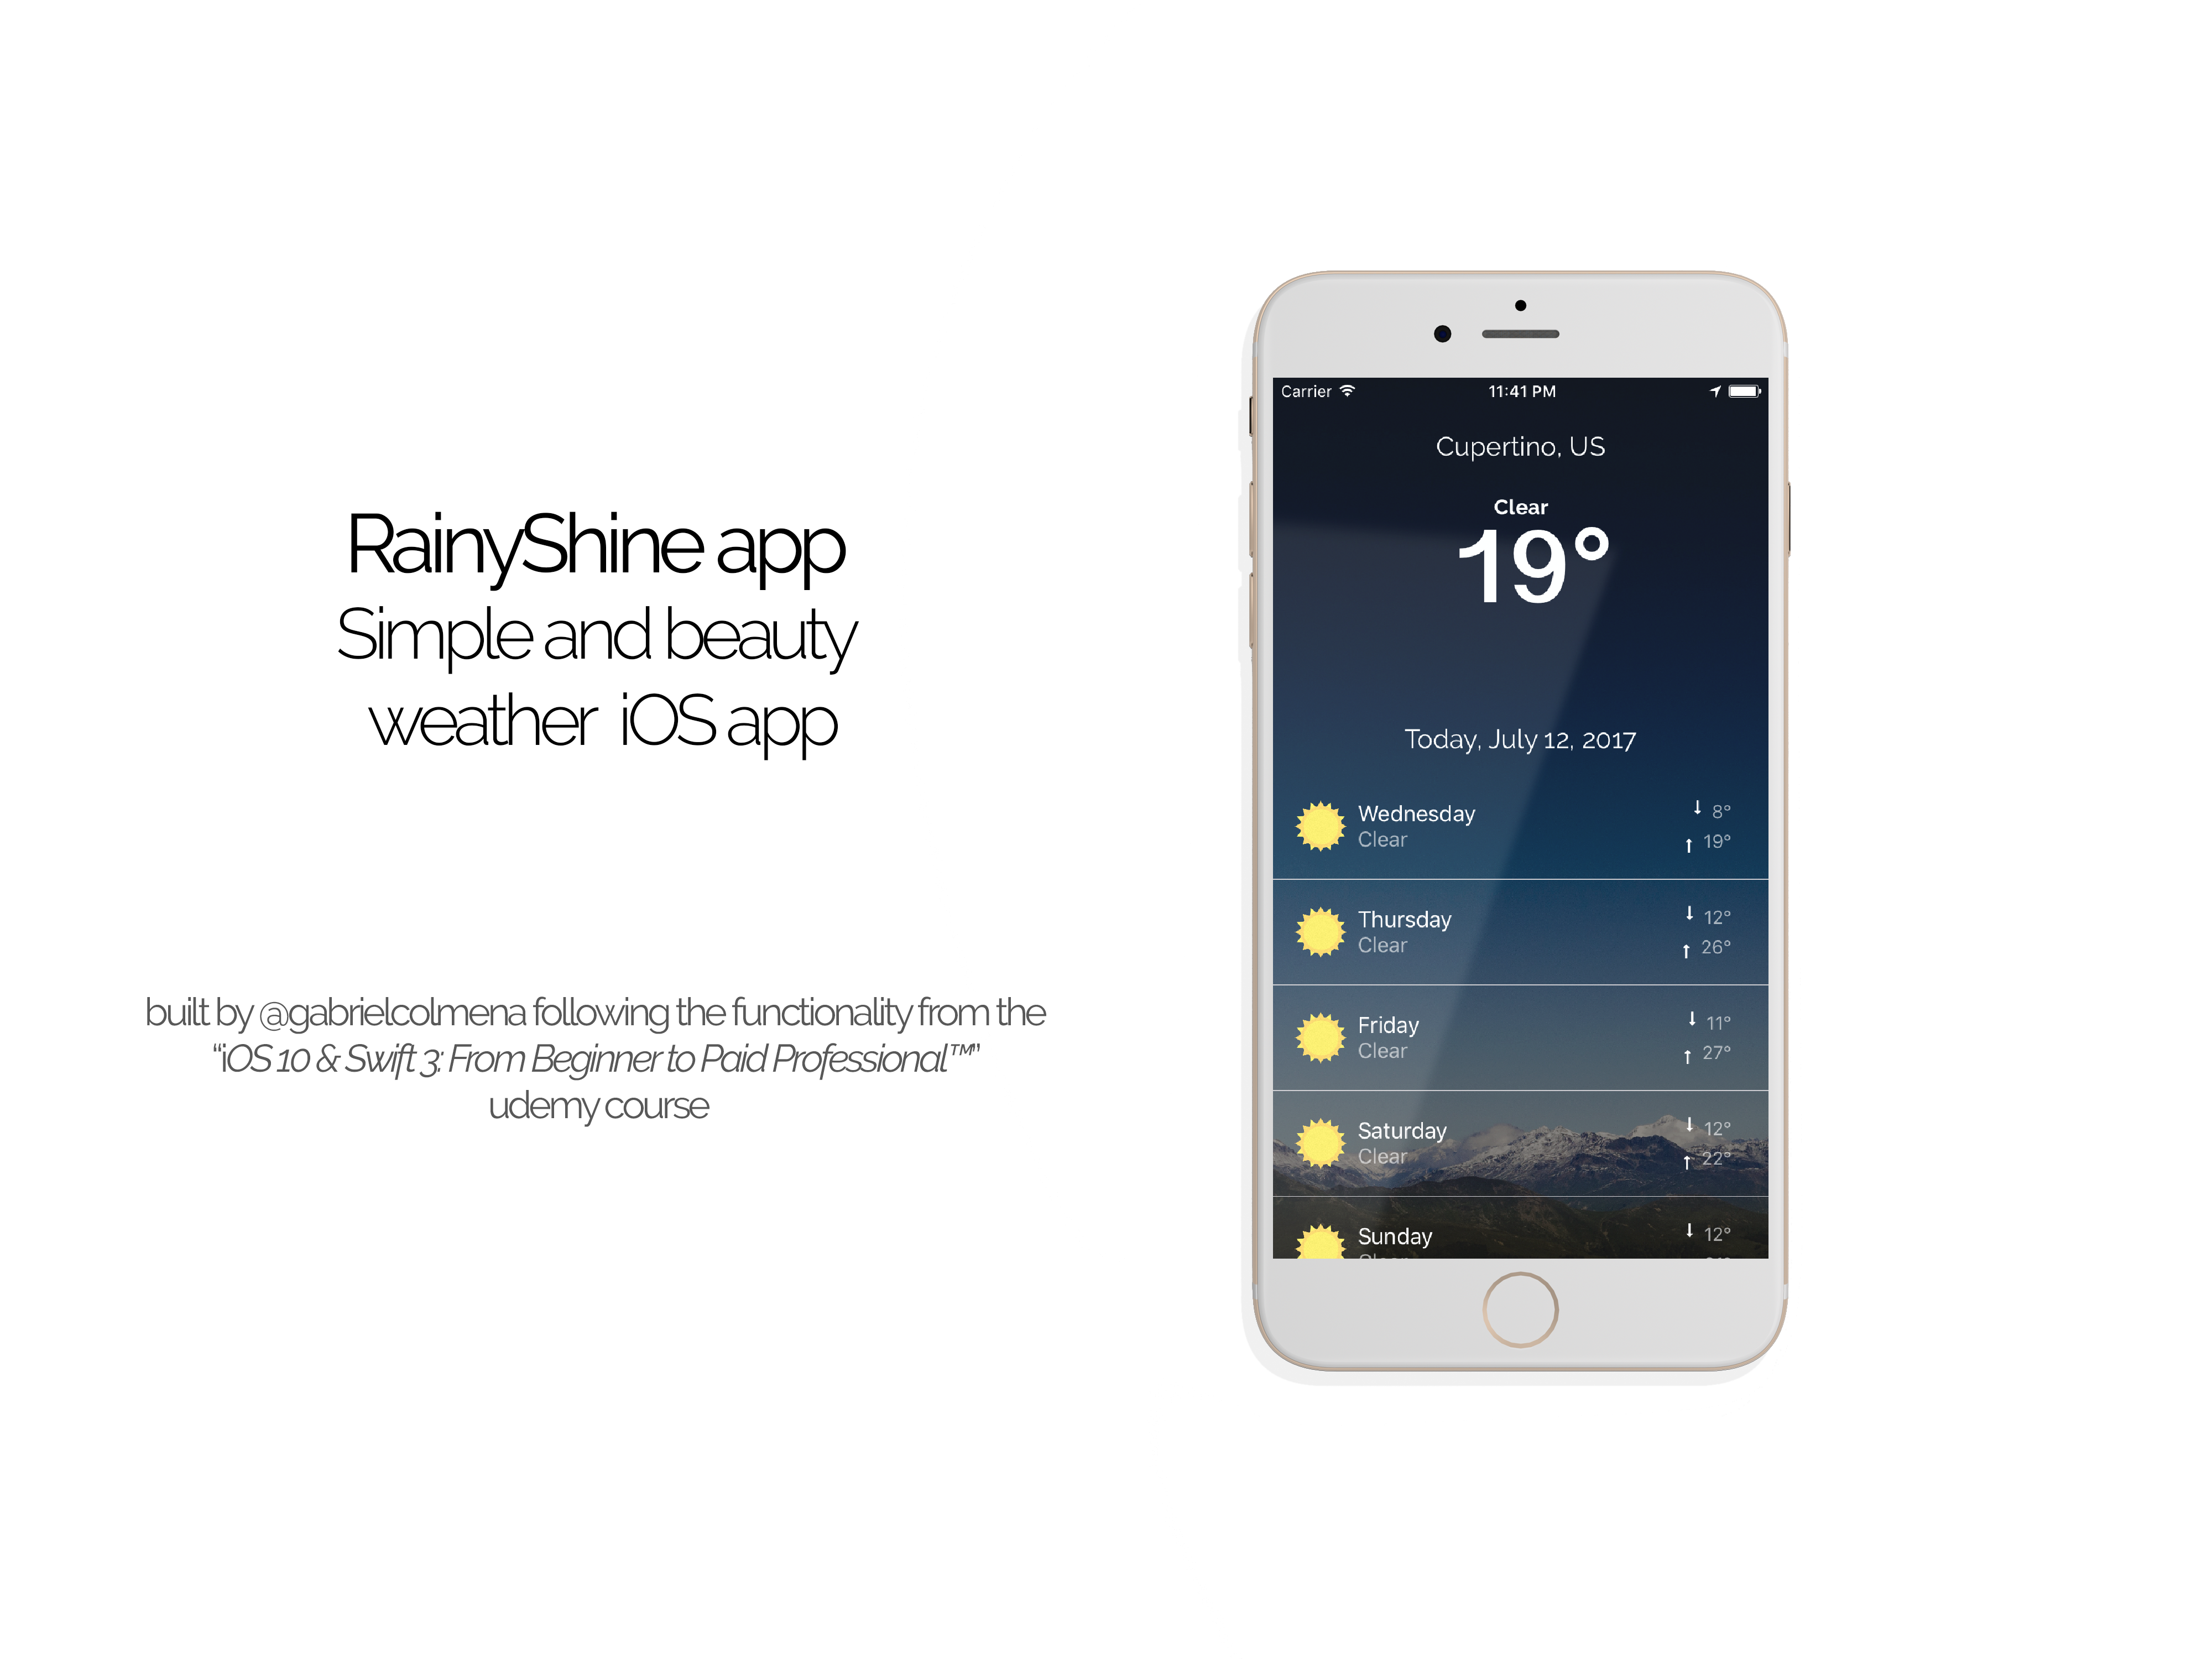 RainyShine app
Simple and beauty
weather iOS app
built by @gabrielcolmena following the functionality from the
“iOS 10 & Swift 3: From Beginner to Paid Professional™”
udemy course
Carrier 11:41 PM
Cupertino, US
Clear
19°
Today, July 12, 2017
Wednesday 8°
Clear 19°
Thursday 12°
Clear 26°
Friday 11°
Clear 27°
Saturday 12°
Clear 22°
Sunday 12°